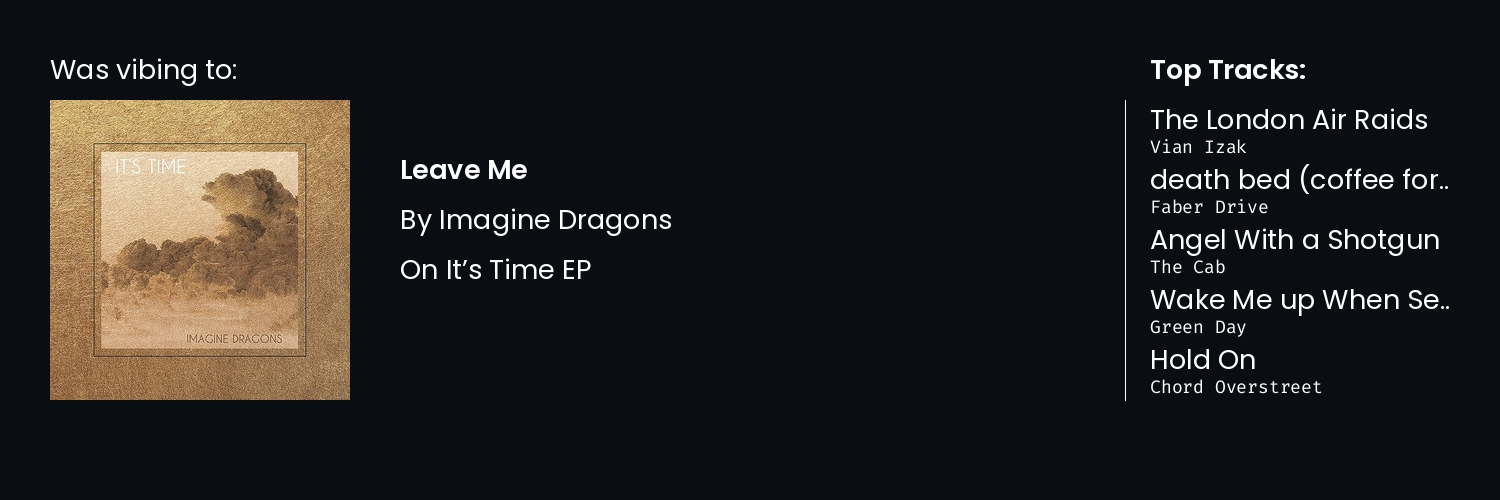 Was vibing to:
IT'S TIME
IMAGINE DRAGONS
Leave Me
By Imagine Dragons
On It’s Time EP
Top Tracks:
The London Air Raids
Vian Izak
death bed (coffee for..
Faber Drive
Angel With a Shotgun
The Cab
Wake Me up When Se..
Green Day
Hold On
Chord Overstreet